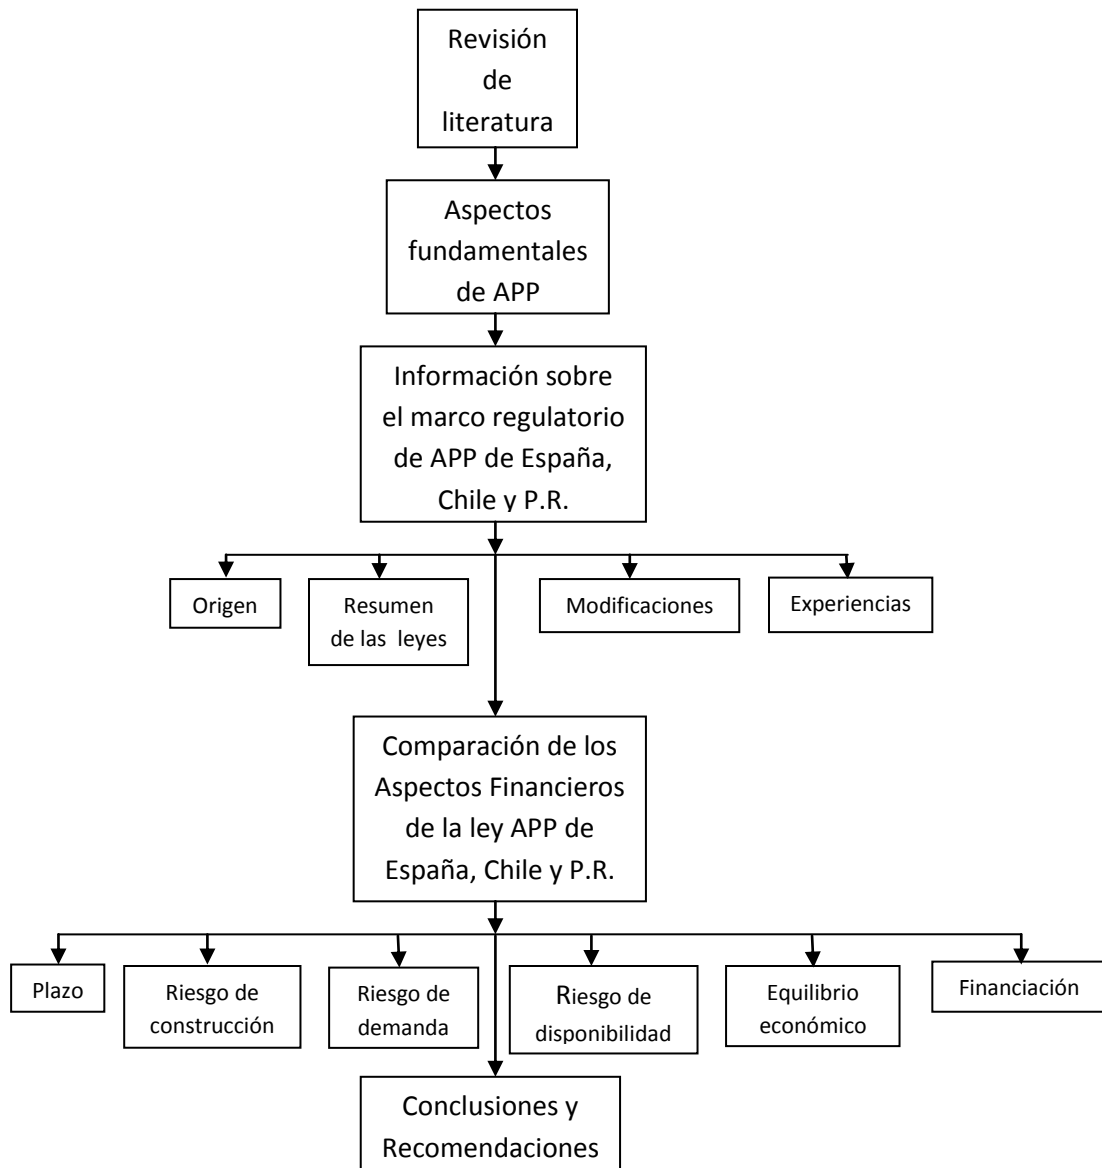 Revisión
de
literatura
Aspectos
fundamentales
de APP
Información sobre
el marco regulatorio
de APP de España,
Chile y P.R.
Origen
Resumen
de las leyes
Modificaciones
Experiencias
Comparación de los
Aspectos Financieros
de la ley APP de
España, Chile y P.R.
Plazo
Riesgo de
construcción
Riesgo de
demanda
Riesgo de
disponibilidad
Equilibrio
económico
Financiación
Conclusiones y
Recomendaciones